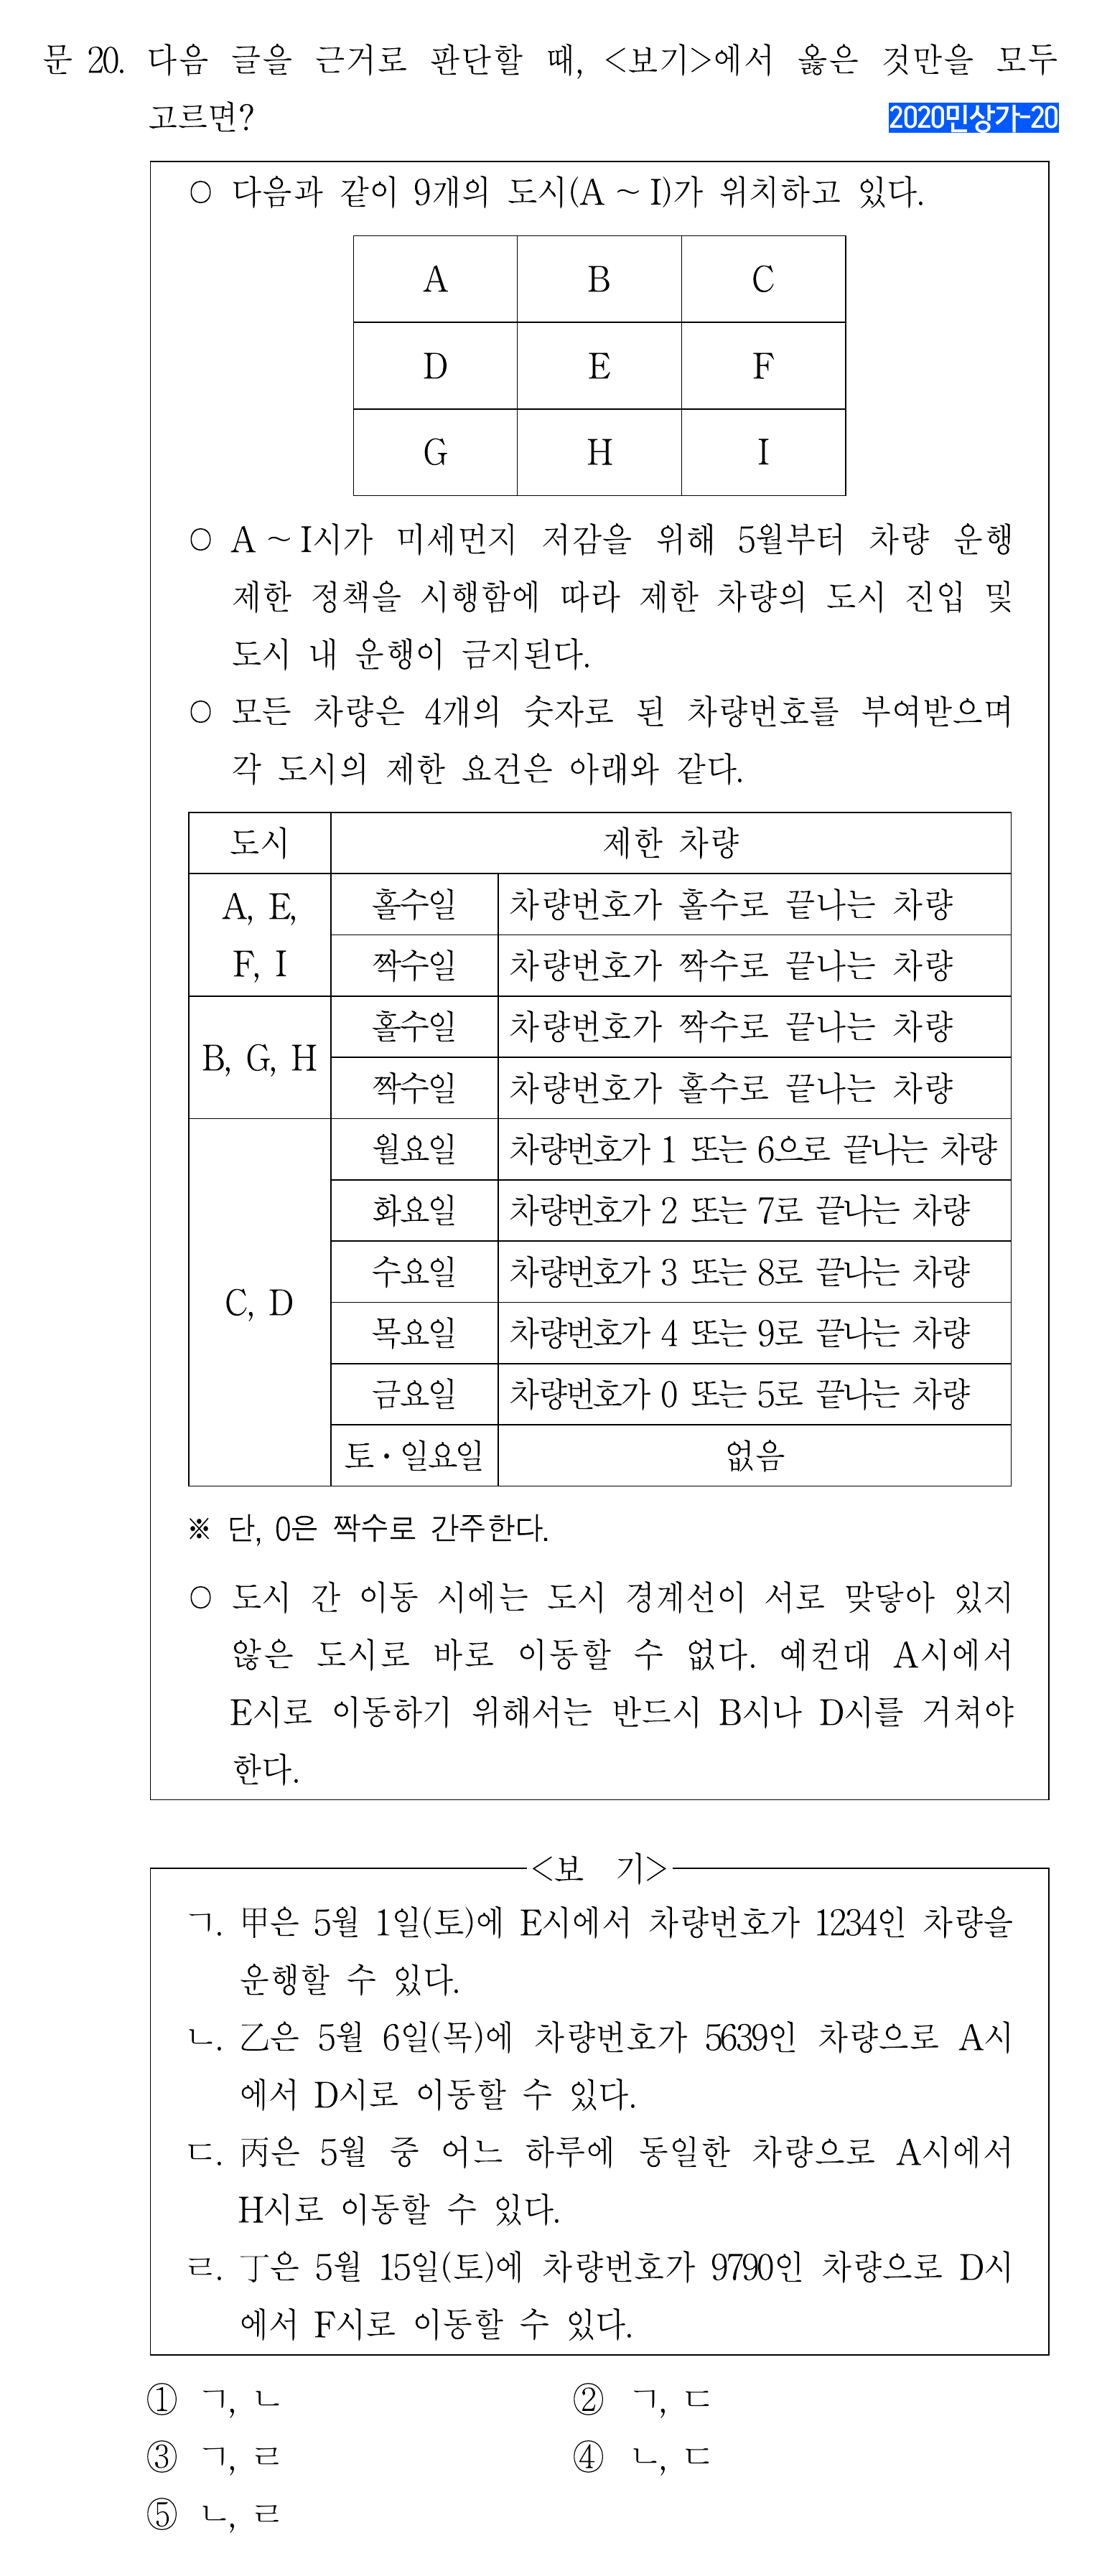 문 20. 다음 글을 근거로 판단할 때, <보기>에서 옳은 것만을 모두
고르면?
2020민상가-20
○ 다음과 같이 9개의 도시(A ~ I)가 위치하고 있다.
A B C
D E F
G H I
○ A ~ I시가 미세먼지 저감을 위해 5월부터 차량 운행
제한 정책을 시행함에 따라 제한 차량의 도시 진입 및
도시 내 운행이 금지된다.
○ 모든 차량은 4개의 숫자로 된 차량번호를 부여받으며
각 도시의 제한 요건은 아래와 같다.
도시 제한 차량
A, E,
F, I
홀수일 차량번호가 홀수로 끝나는 차량
짝수일 차량번호가 짝수로 끝나는 차량
B, G, H
홀수일 차량번호가 짝수로 끝나는 차량
짝수일 차량번호가 홀수로 끝나는 차량
C, D
월요일 차량번호가 1 또는 6으로 끝나는 차량
화요일 차량번호가 2 또는 7로 끝나는 차량
수요일 차량번호가 3 또는 8로 끝나는 차량
목요일 차량번호가 4 또는 9로 끝나는 차량
금요일 차량번호가 0 또는 5로 끝나는 차량
토·일요일 없음
※ 단, 0은 짝수로 간주한다.
○ 도시 간 이동 시에는 도시 경계선이 서로 맞닿아 있지
않은 도시로 바로 이동할 수 없다. 예컨대 A시에서
E시로 이동하기 위해서는 반드시 B시나 D시를 거쳐야
한다.
<보 기>
ㄱ. 甲은 5월 1일(토)에 E시에서 차량번호가 1234인 차량을
운행할 수 있다.
ㄴ. 乙은 5월 6일(목)에 차량번호가 5639인 차량으로 A시
에서 D시로 이동할 수 있다.
ㄷ. 丙은 5월 중 어느 하루에 동일한 차량으로 A시에서
H시로 이동할 수 있다.
ㄹ. 丁은 5월 15일(토)에 차량번호가 9790인 차량으로 D시
에서 F시로 이동할 수 있다.
① ㄱ, ㄴ ② ㄱ, ㄷ
③ ㄱ, ㄹ ④ ㄴ, ㄷ
⑤ ㄴ, ㄹ